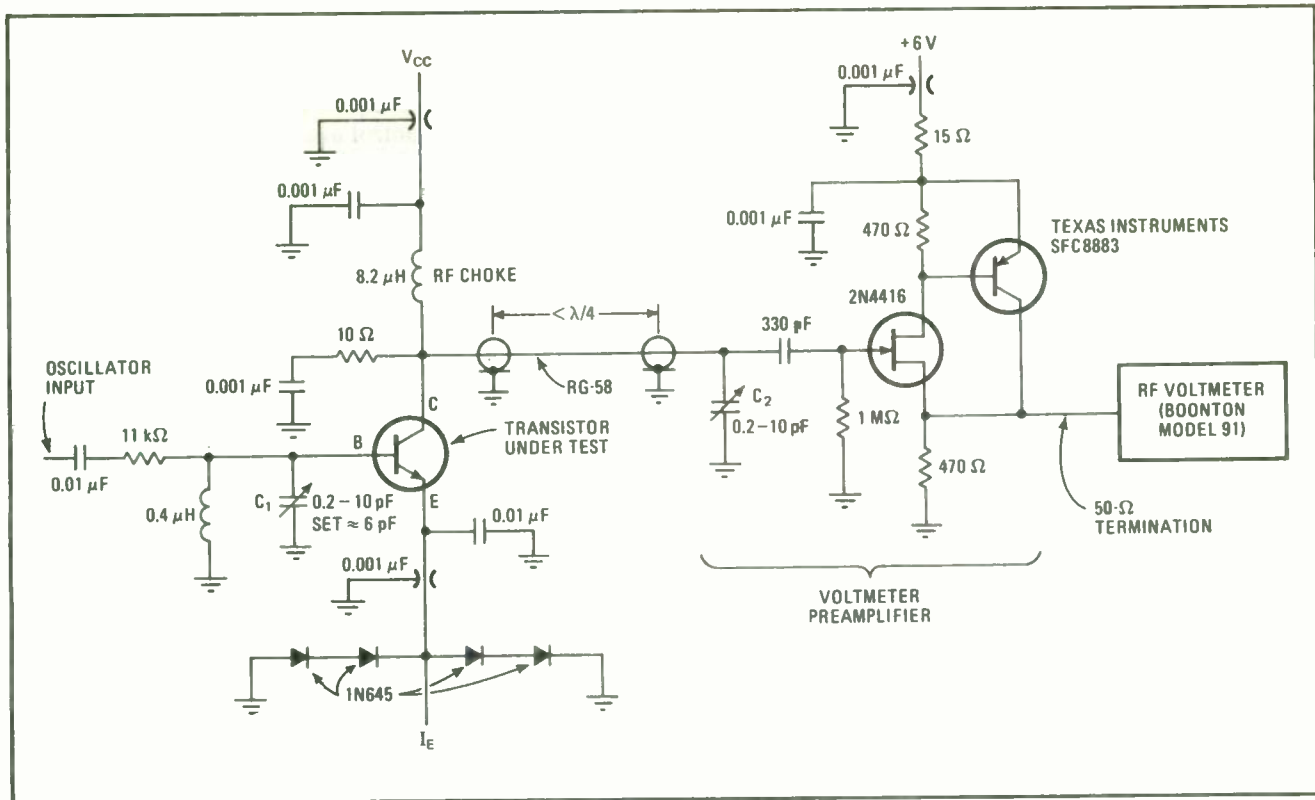 V_CC
0.001 µF
0.001 µF
8.2 µH
RF CHOKE
10 Ω
0.001 µF
OSCILLATOR
INPUT
0.01 µF
11 kΩ
0.4 µH
C₁
0.2 – 10 pF
SET ≈ 6 pF
B
C
E
TRANSISTOR
UNDER TEST
0.01 µF
0.001 µF
1N645
I_E
< λ/4
RG-58
C₂
0.2–10 pF
330 pF
1 MΩ
+6 V
0.001 µF
15 Ω
0.001 µF
470 Ω
TEXAS INSTRUMENTS
SFC8883
2N4416
470 Ω
RF VOLTMETER
(BOONTON
MODEL 91)
50-Ω
TERMINATION
VOLTMETER
PREAMPLIFIER